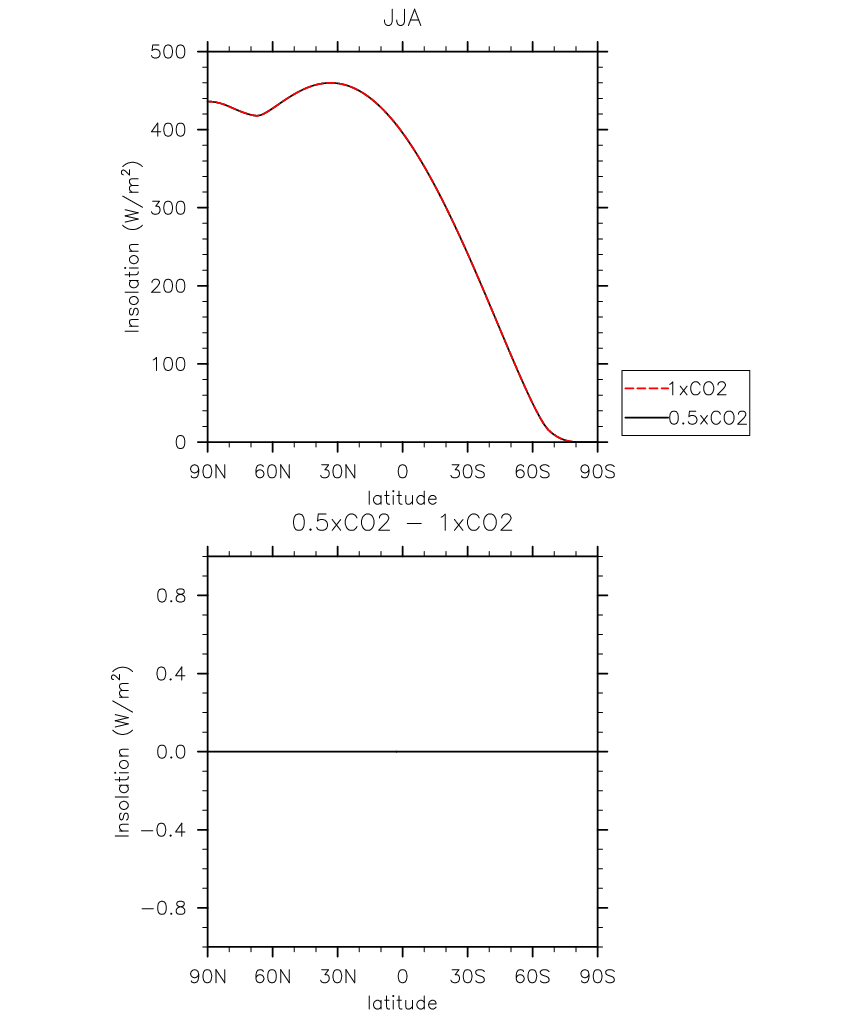 JJA
500
400
300
200
100
0
Insolation (W/m²)
90N 60N 30N 0 30S 60S 90S
latitude
1xCO2
0.5xCO2
0.5xCO2 − 1xCO2
0.8
0.4
0.0
−0.4
−0.8
Insolation (W/m²)
90N 60N 30N 0 30S 60S 90S
latitude